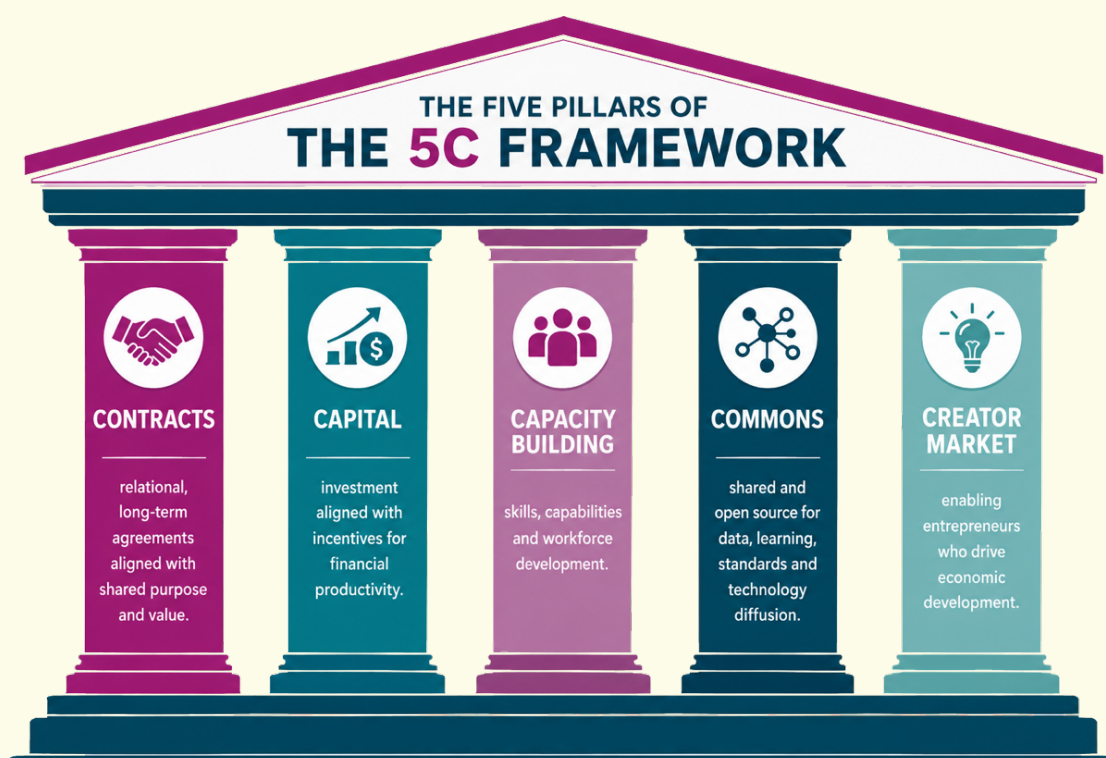 THE FIVE PILLARS OF
THE 5C FRAMEWORK
CONTRACTS
relational,
long-term
agreements
aligned with
shared purpose
and value.
CAPITAL
investment
aligned with
incentives for
financial
productivity.
CAPACITY
BUILDING
skills, capabilities
and workforce
development.
COMMONS
shared and
open source for
data, learning,
standards and
technology
diffusion.
CREATOR
MARKET
enabling
entrepreneurs
who drive
economic
development.
$